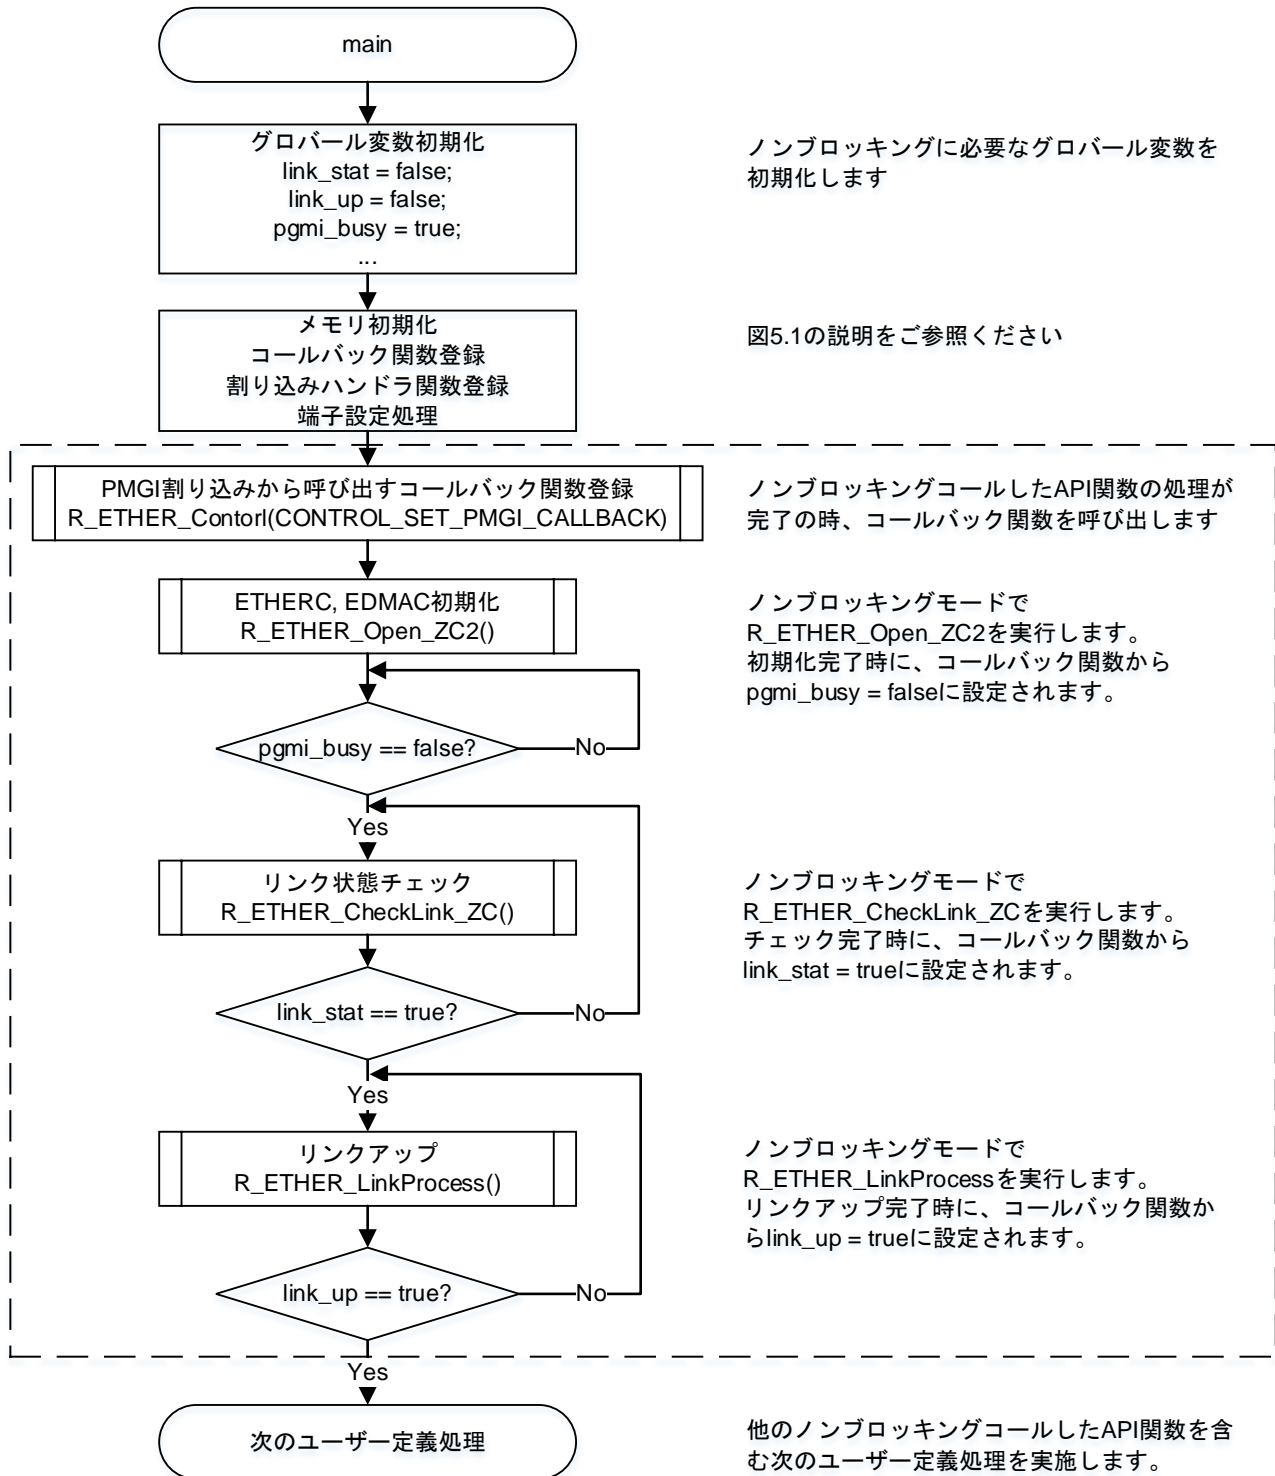 main
グロバール変数初期化
link_stat = false;
link_up = false;
pgmi_busy = true;
...
ノンブロッキングに必要なグロバール変数を
初期化します
メモリ初期化
コールバック関数登録
割り込みハンドラ関数登録
端子設定処理
図5.1の説明をご参照ください
PMGI割り込みから呼び出すコールバック関数登録
R_ETHER_Contorl(CONTROL_SET_PMGI_CALLBACK)
ノンブロッキングコールしたAPI関数の処理が
完了の時、コールバック関数を呼び出します
ETHERC, EDMAC初期化
R_ETHER_Open_ZC2()
ノンブロッキングモードで
R_ETHER_Open_ZC2を実行します。
初期化完了時に、コールバック関数から
pgmi_busy = falseに設定されます。
pgmi_busy == false?
No
Yes
リンク状態チェック
R_ETHER_CheckLink_ZC()
ノンブロッキングモードで
R_ETHER_CheckLink_ZCを実行します。
チェック完了時に、コールバック関数から
link_stat = trueに設定されます。
link_stat == true?
No
Yes
リンクアップ
R_ETHER_LinkProcess()
ノンブロッキングモードで
R_ETHER_LinkProcessを実行します。
リンクアップ完了時に、コールバック関数か
らlink_up = trueに設定されます。
link_up == true?
No
Yes
次のユーザー定義処理
他のノンブロッキングコールしたAPI関数を含
む次のユーザー定義処理を実施します。